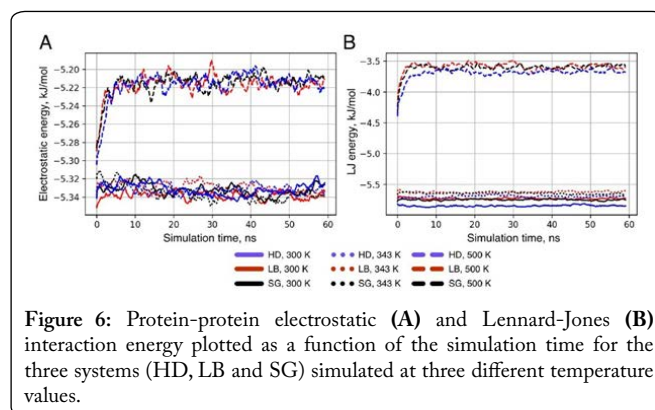 A
B
Electrostatic energy, kJ/mol
−5.20
−5.22
−5.24
−5.26
−5.28
−5.30
−5.32
−5.34
0 10 20 30 40 50 60
Simulation time, ns
LJ energy, kJ/mol
−3.5
−4.0
−4.5
−5.0
−5.5
0 10 20 30 40 50 60
Simulation time, ns
HD, 300 K HD, 343 K HD, 500 K
LB, 300 K LB, 343 K LB, 500 K
SG, 300 K SG, 343 K SG, 500 K
Figure 6: Protein-protein electrostatic (A) and Lennard-Jones (B)
interaction energy plotted as a function of the simulation time for the
three systems (HD, LB and SG) simulated at three different temperature
values.